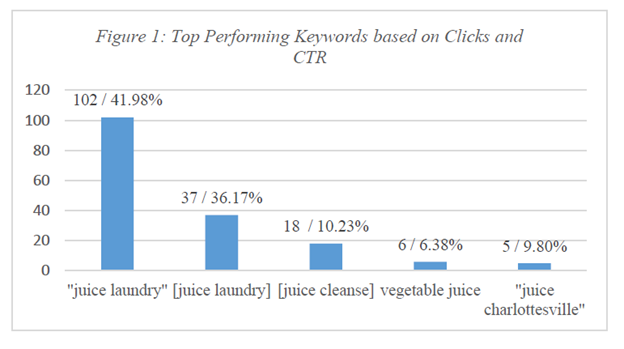 Figure 1: Top Performing Keywords based on Clicks and
CTR
120
100
80
60
40
20
0
102 / 41.98%
37 / 36.17%
18 / 10.23%
6 / 6.38%
5 / 9.80%
"juice laundry" [juice laundry] [juice cleanse] vegetable juice "juice
charlottesville"